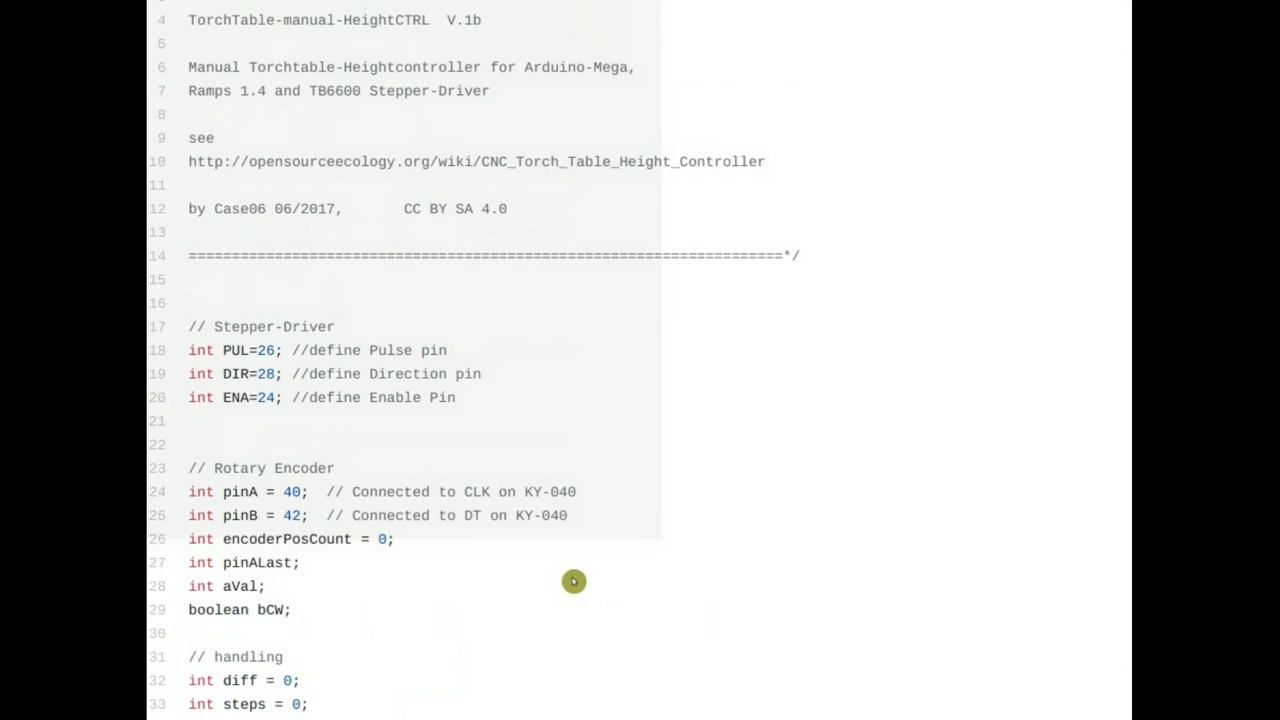 4 TorchTable-manual-HeightCTRL V.1b
5
6 Manual Torchtable-Heightcontroller for Arduino-Mega,
7 Ramps 1.4 and TB6600 Stepper-Driver
8
9 see
10 http://opensourceecology.org/wiki/CNC_Torch_Table_Height_Controller
11
12 by Case06 06/2017, CC BY SA 4.0
13
14 =====================================================================*/
15
16
17 // Stepper-Driver
18 int PUL=26; //define Pulse pin
19 int DIR=28; //define Direction pin
20 int ENA=24; //define Enable Pin
21
22
23 // Rotary Encoder
24 int pinA = 40; // Connected to CLK on KY-040
25 int pinB = 42; // Connected to DT on KY-040
26 int encoderPosCount = 0;
27 int pinALast;
28 int aVal;
29 boolean bCW;
30
31 // handling
32 int diff = 0;
33 int steps = 0;